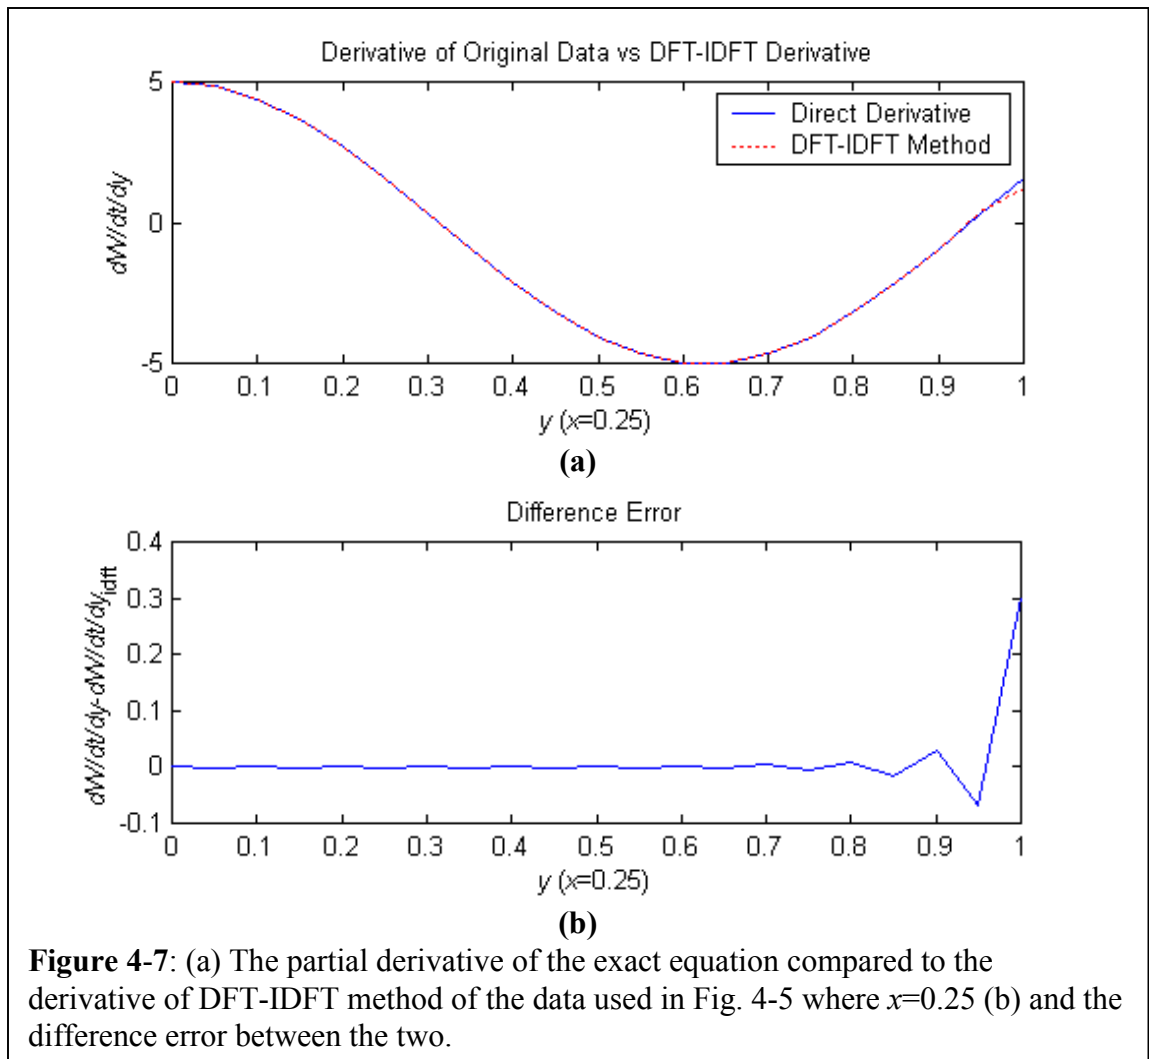 Derivative of Original Data vs DFT-IDFT Derivative
5
0
-5
dW/dt/dy
Direct Derivative
DFT-IDFT Method
0 0.1 0.2 0.3 0.4 0.5 0.6 0.7 0.8 0.9 1
y (x=0.25)
(a)
Difference Error
0.4
0.3
0.2
0.1
0
-0.1
dW/dt/dy-dW/dt/dy idft
0 0.1 0.2 0.3 0.4 0.5 0.6 0.7 0.8 0.9 1
y (x=0.25)
(b)
Figure 4-7: (a) The partial derivative of the exact equation compared to the
derivative of DFT-IDFT method of the data used in Fig. 4-5 where x=0.25 (b) and the
difference error between the two.